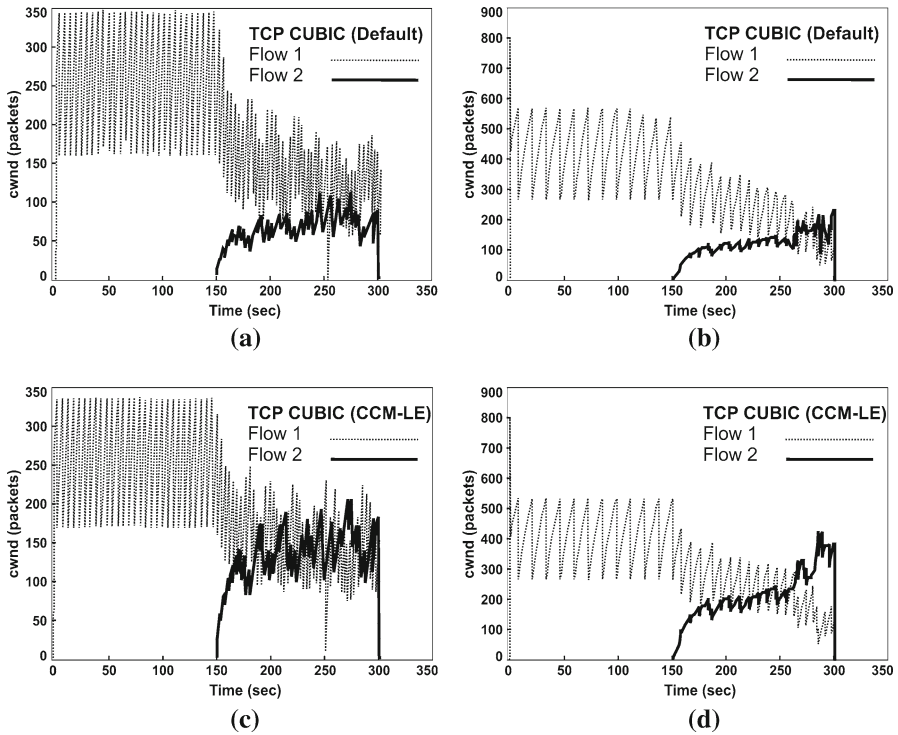 350
300
250
200
150
100
50
0
cwnd (packets)
TCP CUBIC (Default)
Flow 1
Flow 2
0 50 100 150 200 250 300 350
Time (sec)
(a)
900
800
700
600
500
400
300
200
100
0
cwnd (packets)
TCP CUBIC (Default)
Flow 1
Flow 2
0 50 100 150 200 250 300 350
Time (sec)
(b)
350
300
250
200
150
100
50
0
cwnd (packets)
TCP CUBIC (CCM-LE)
Flow 1
Flow 2
0 50 100 150 200 250 300 350
Time (sec)
(c)
900
800
700
600
500
400
300
200
100
0
cwnd (packets)
TCP CUBIC (CCM-LE)
Flow 1
Flow 2
0 50 100 150 200 250 300 350
Time (sec)
(d)